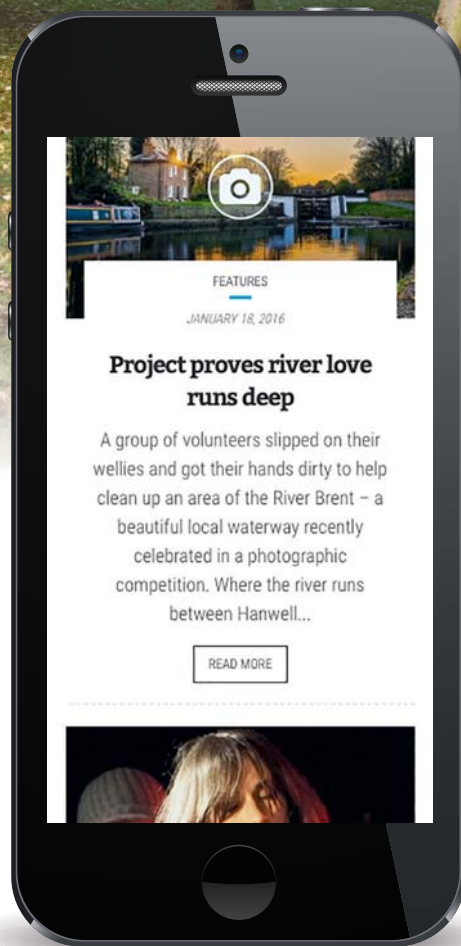 FEATURES
JANUARY 18, 2016
Project proves river love
runs deep
A group of volunteers slipped on their
wellies and got their hands dirty to help
clean up an area of the River Brent – a
beautiful local waterway recently
celebrated in a photographic
competition. Where the river runs
between Hanwell...
READ MORE